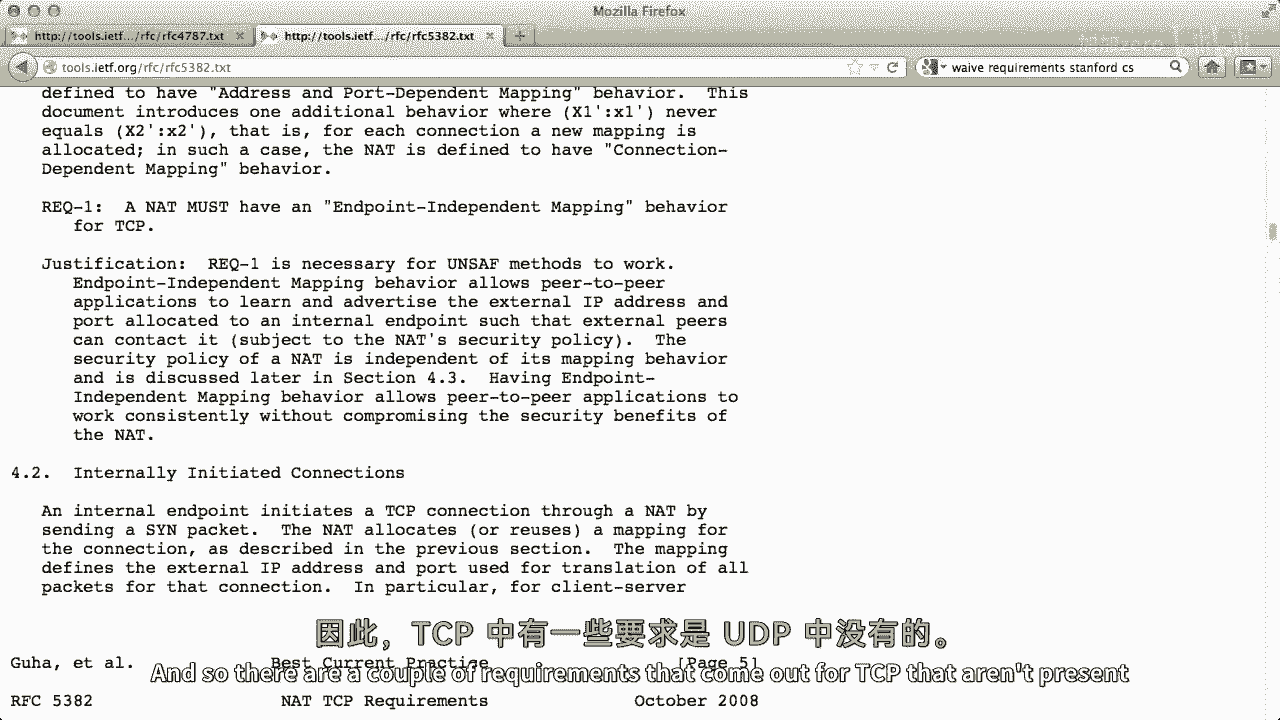 Mozilla Firefox
http://tools.ietf.../rfc/rfc4787.txt
http://tools.ietf.../rfc/rfc5382.txt
tools.ietf.org/rfc/rfc5382.txt
waive requirements stanford cs
defined to have "Address and Port-Dependent Mapping" behavior. This
document introduces one additional behavior where (X1':x1') never
equals (X2':x2'), that is, for each connection a new mapping is
allocated; in such a case, the NAT is defined to have "Connection-
Dependent Mapping" behavior.
REQ-1: A NAT MUST have an "Endpoint-Independent Mapping" behavior
for TCP.
Justification: REQ-1 is necessary for UNSAF methods to work.
Endpoint-Independent Mapping behavior allows peer-to-peer
applications to learn and advertise the external IP address and
port allocated to an internal endpoint such that external peers
can contact it (subject to the NAT's security policy). The
security policy of a NAT is independent of its mapping behavior
and is discussed later in Section 4.3. Having Endpoint-
Independent Mapping behavior allows peer-to-peer applications to
work consistently without compromising the security benefits of
the NAT.
4.2. Internally Initiated Connections
An internal endpoint initiates a TCP connection through a NAT by
sending a SYN packet. The NAT allocates (or reuses) a mapping for
the connection, as described in the previous section. The mapping
defines the external IP address and port used for translation of all
packets for that connection. In particular, for client-server
因此，TCP 中有一些要求是 UDP 中没有的。
Guha, et al. Best Current Practice [Page 5]
And so there are a couple of requirements that come out for TCP that aren't present
RFC 5382 NAT TCP Requirements October 2008